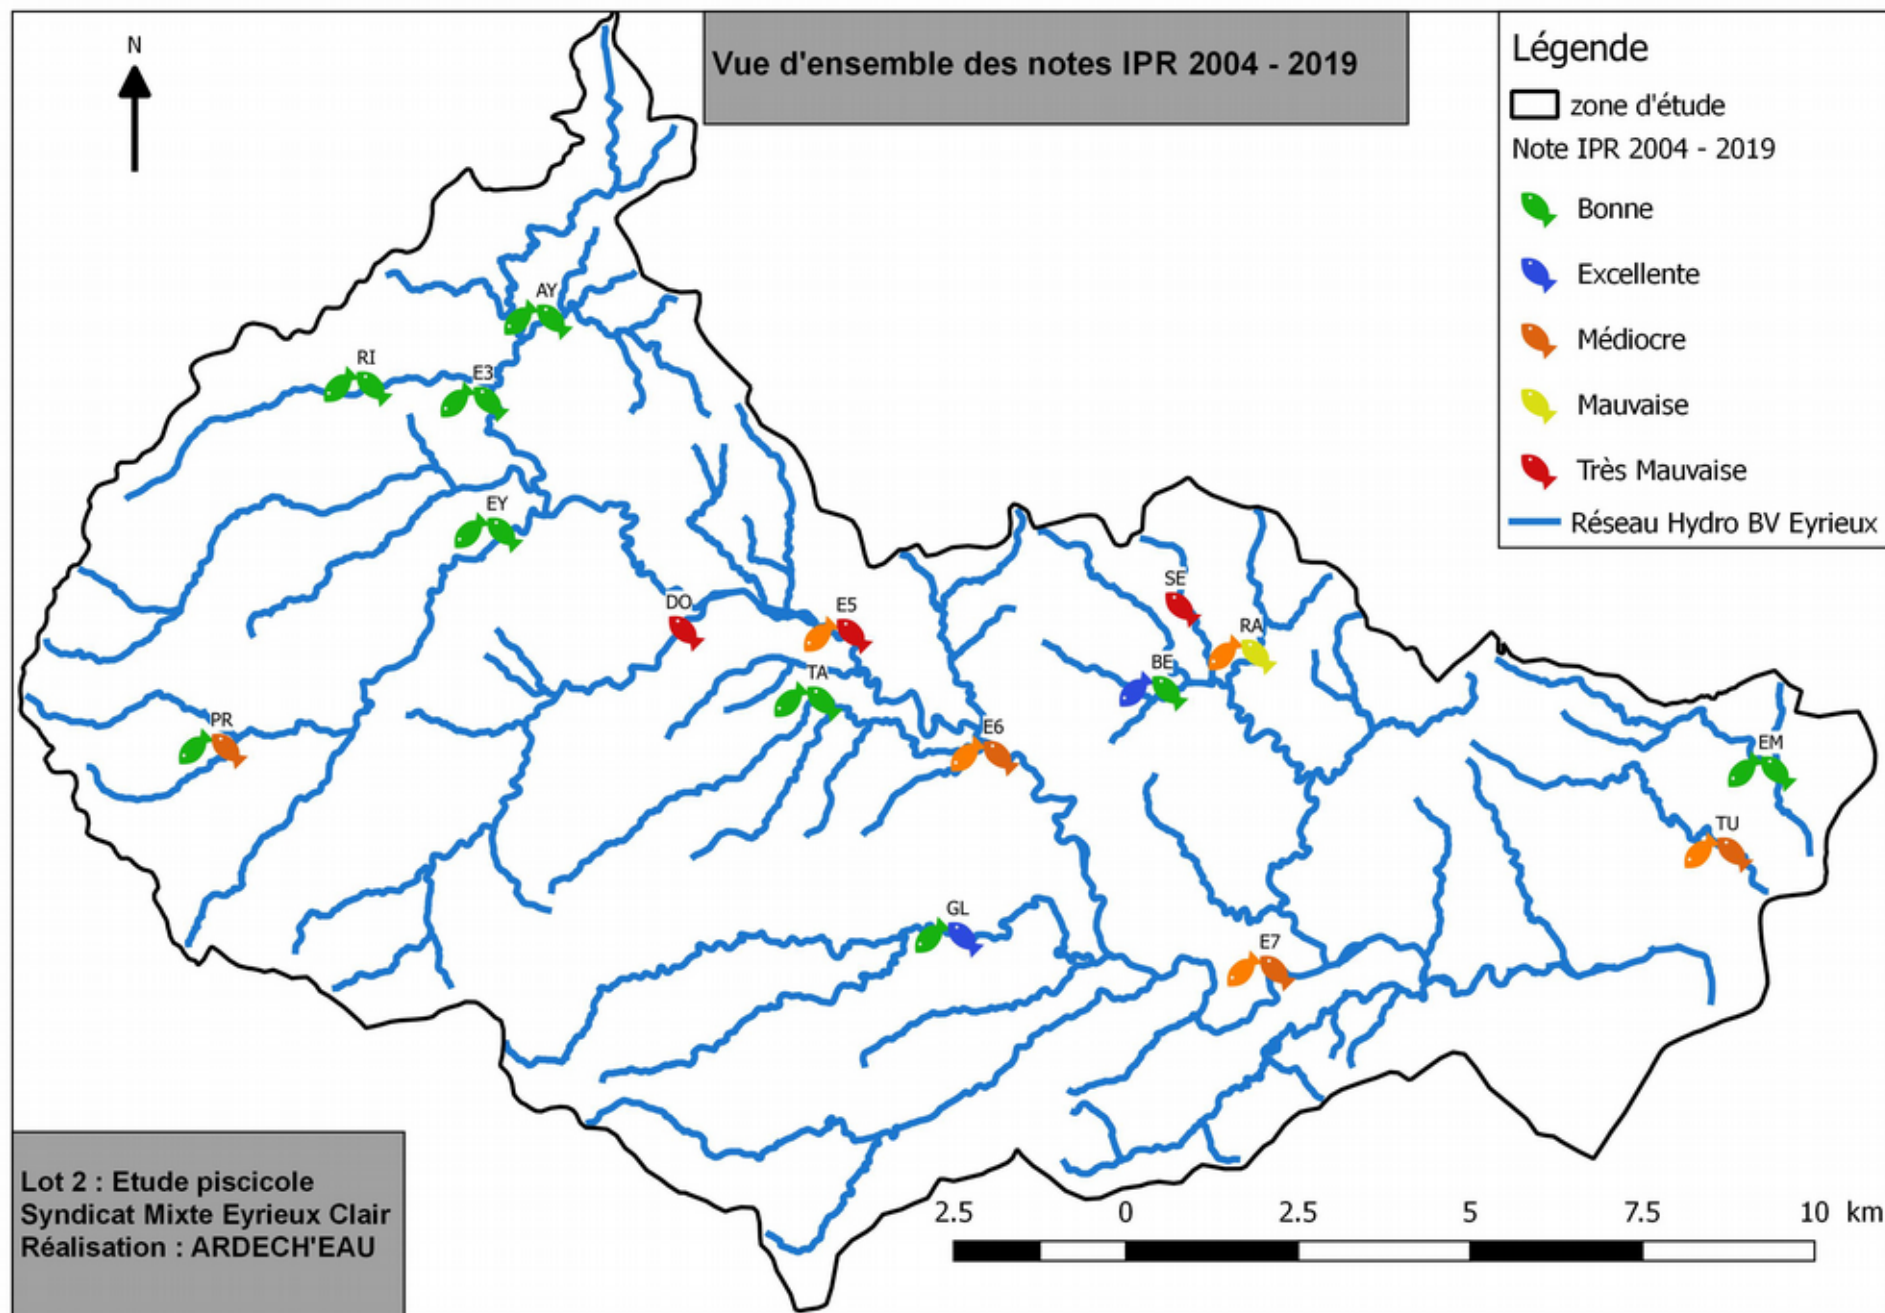 N
Vue d'ensemble des notes IPR 2004 - 2019
Légende
zone d'étude
Note IPR 2004 - 2019
Bonne
Excellente
Médiocre
Mauvaise
Très Mauvaise
Réseau Hydro BV Eyrieux
AY
RI
E3
EY
SE
DO
E5
RA
BE
TA
PR
E6
EM
TU
GL
E7
Lot 2 : Etude piscicole
Syndicat Mixte Eyrieux Clair
Réalisation : ARDECH'EAU
2.5 0 2.5 5 7.5 10 km